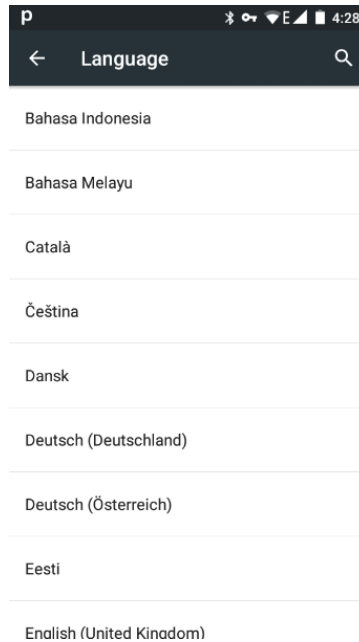 p E 4:28
Language
Bahasa Indonesia
Bahasa Melayu
Català
Čeština
Dansk
Deutsch (Deutschland)
Deutsch (Österreich)
Eesti
English (United Kingdom)